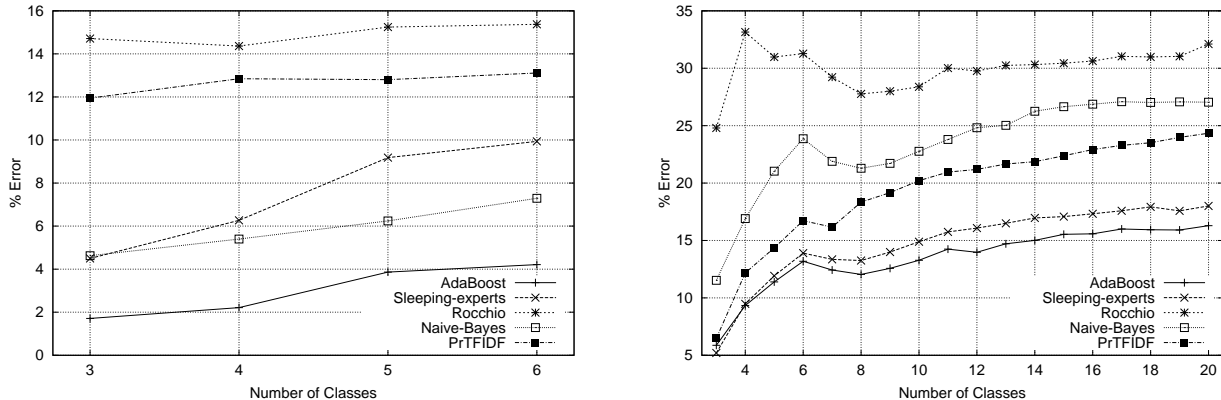 % Error
16
14
12
10
8
6
4
2
0
3
4
5
6
Number of Classes
AdaBoost
Sleeping-experts
Rocchio
Naive-Bayes
PrTFIDF
% Error
35
30
25
20
15
10
5
4
6
8
10
12
14
16
18
20
Number of Classes
AdaBoost
Sleeping-experts
Rocchio
Naive-Bayes
PrTFIDF